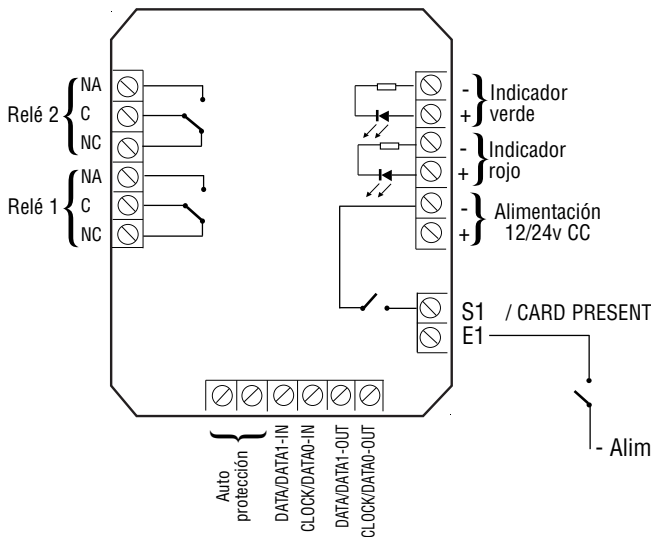 Relé 2
NA
C
NC
Relé 1
NA
C
NC
-
+
Indicador
verde
-
+
Indicador
rojo
-
+
Alimentación
12/24v CC
S1 / CARD PRESENT
E1
- Alim
Auto
protección
DATA/DATA1-IN
CLOCK/DATA0-IN
DATA/DATA1-OUT
CLOCK/DATA0-OUT